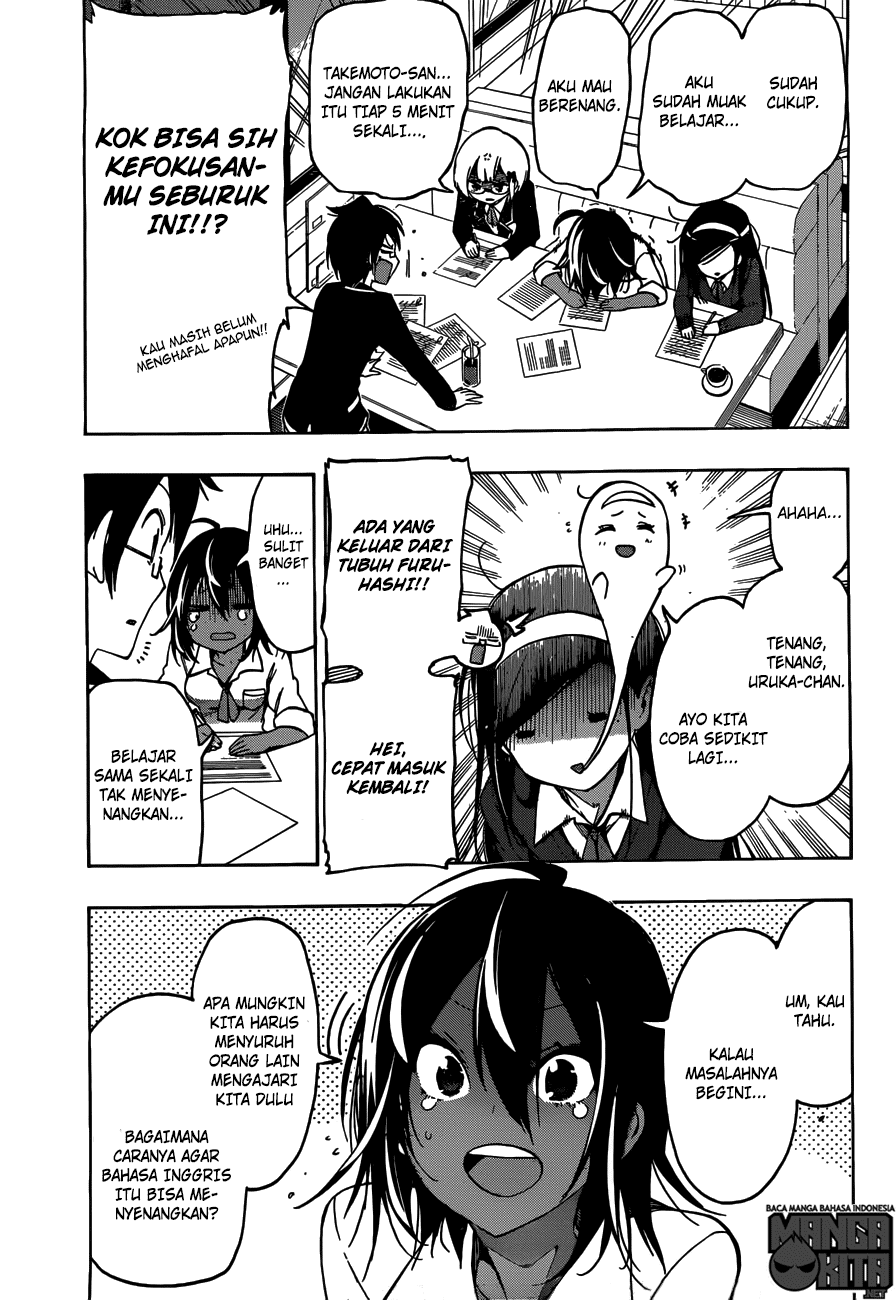 SUDAH
CUKUP.
AKU
SUDAH MUAK
BELAJAR...
AKU MAU
BERENANG.
TAKEMOTO-SAN...
JANGAN LAKUKAN
ITU TIAP 5 MENIT
SEKALI....
KOK BISA SIH
KEFOKUSAN-
MU SEBURUK
INI!!?
KAU MASIH BELUM
MENGHAFAL APAPUN!!
AHAHA...
TENANG,
TENANG,
URUKA-CHAN.
AYO KITA
COBA SEDIKIT
LAGI...
ADA YANG
KELUAR DARI
TUBUH FURU-
HASHI!!
HEI,
CEPAT MASUK
KEMBALI!
UHU...
SULIT
BANGET
...
BELAJAR
SAMA SEKALI
TAK MENYE-
NANGKAN...
UM, KAU
TAHU.
KALAU
MASALAHNYA
BEGINI...
APA MUNGKIN
KITA HARUS
MENYURUH
ORANG LAIN
MENGAJARI
KITA DULU
BAGAIMANA
CARANYA AGAR
BAHASA INGGRIS
ITU BISA ME-
NYENANGKAN?
BACA MANGA BAHASA INDONESIA
MANGA
KITA
.NET